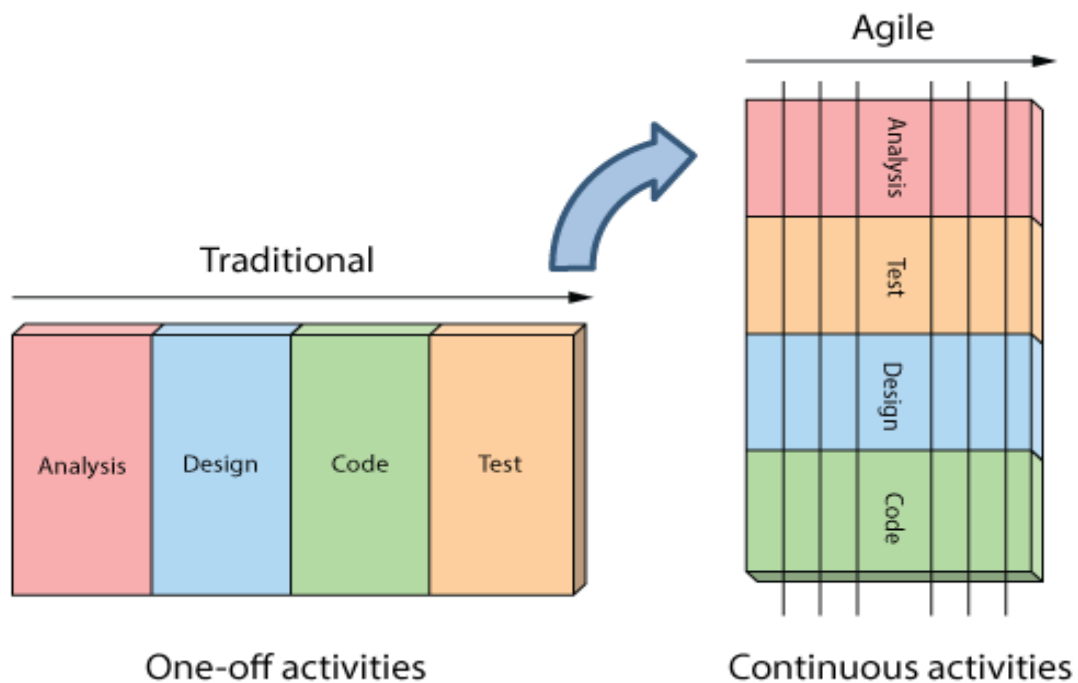 Agile
Analysis
Test
Design
Code
Traditional
Analysis
Design
Code
Test
One-off activities
Continuous activities